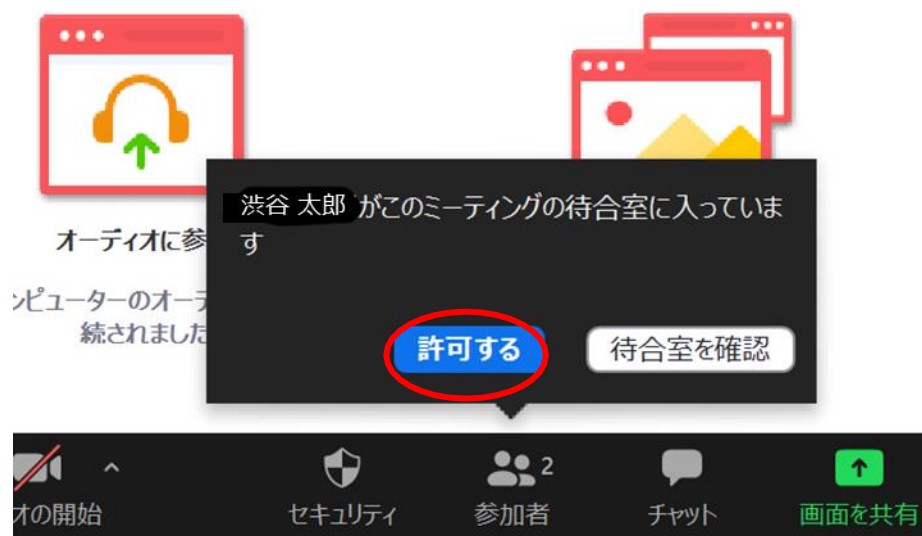 渋谷 太郎 がこのミーティングの待合室に入っていま
す
オーディオに参
ンピューターのオーデ
続されました
許可する
待合室を確認
オの開始
セキュリティ
2
参加者
チャット
画面を共有